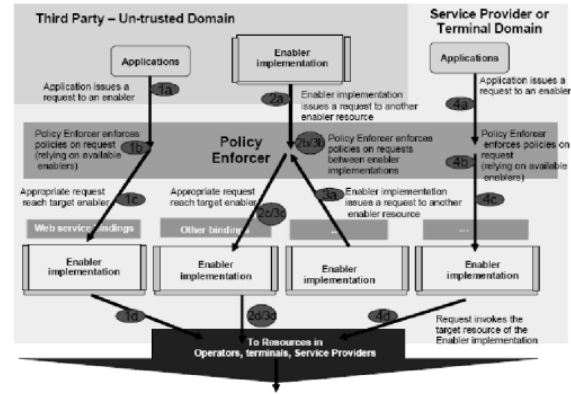 Third Party – Un-trusted Domain
Service Provider or
Terminal Domain
Applications
Enabler
implementation
Applications
Application issues a
request to an enabler
1a
2a
Enabler implementation
issues a request to another
enabler resource
4a
Application issues a
request to an enabler
Policy Enforcer enforces
policies on request
(relying on available
enablers)
1b
Policy
Enforcer
2b/3b
Policy Enforcer enforces
policies on requests
between enabler
implementations
4b
Policy Enforcer
enforces policies on
request
(relying on available
enablers)
Appropriate request
reach target enabler
1c
Appropriate request
reach target enabler
2c/3c
3a
Enabler implementation
issues a request to another
enabler resource
4c
Web service bindings
Other bindings
...
...
Enabler
implementation
Enabler
implementation
Enabler
implementation
Enabler
implementation
1d
2d/3d
4d
Request invokes the
target resource of the
Enabler implementation
To Resources in
Operators, terminals, Service Providers